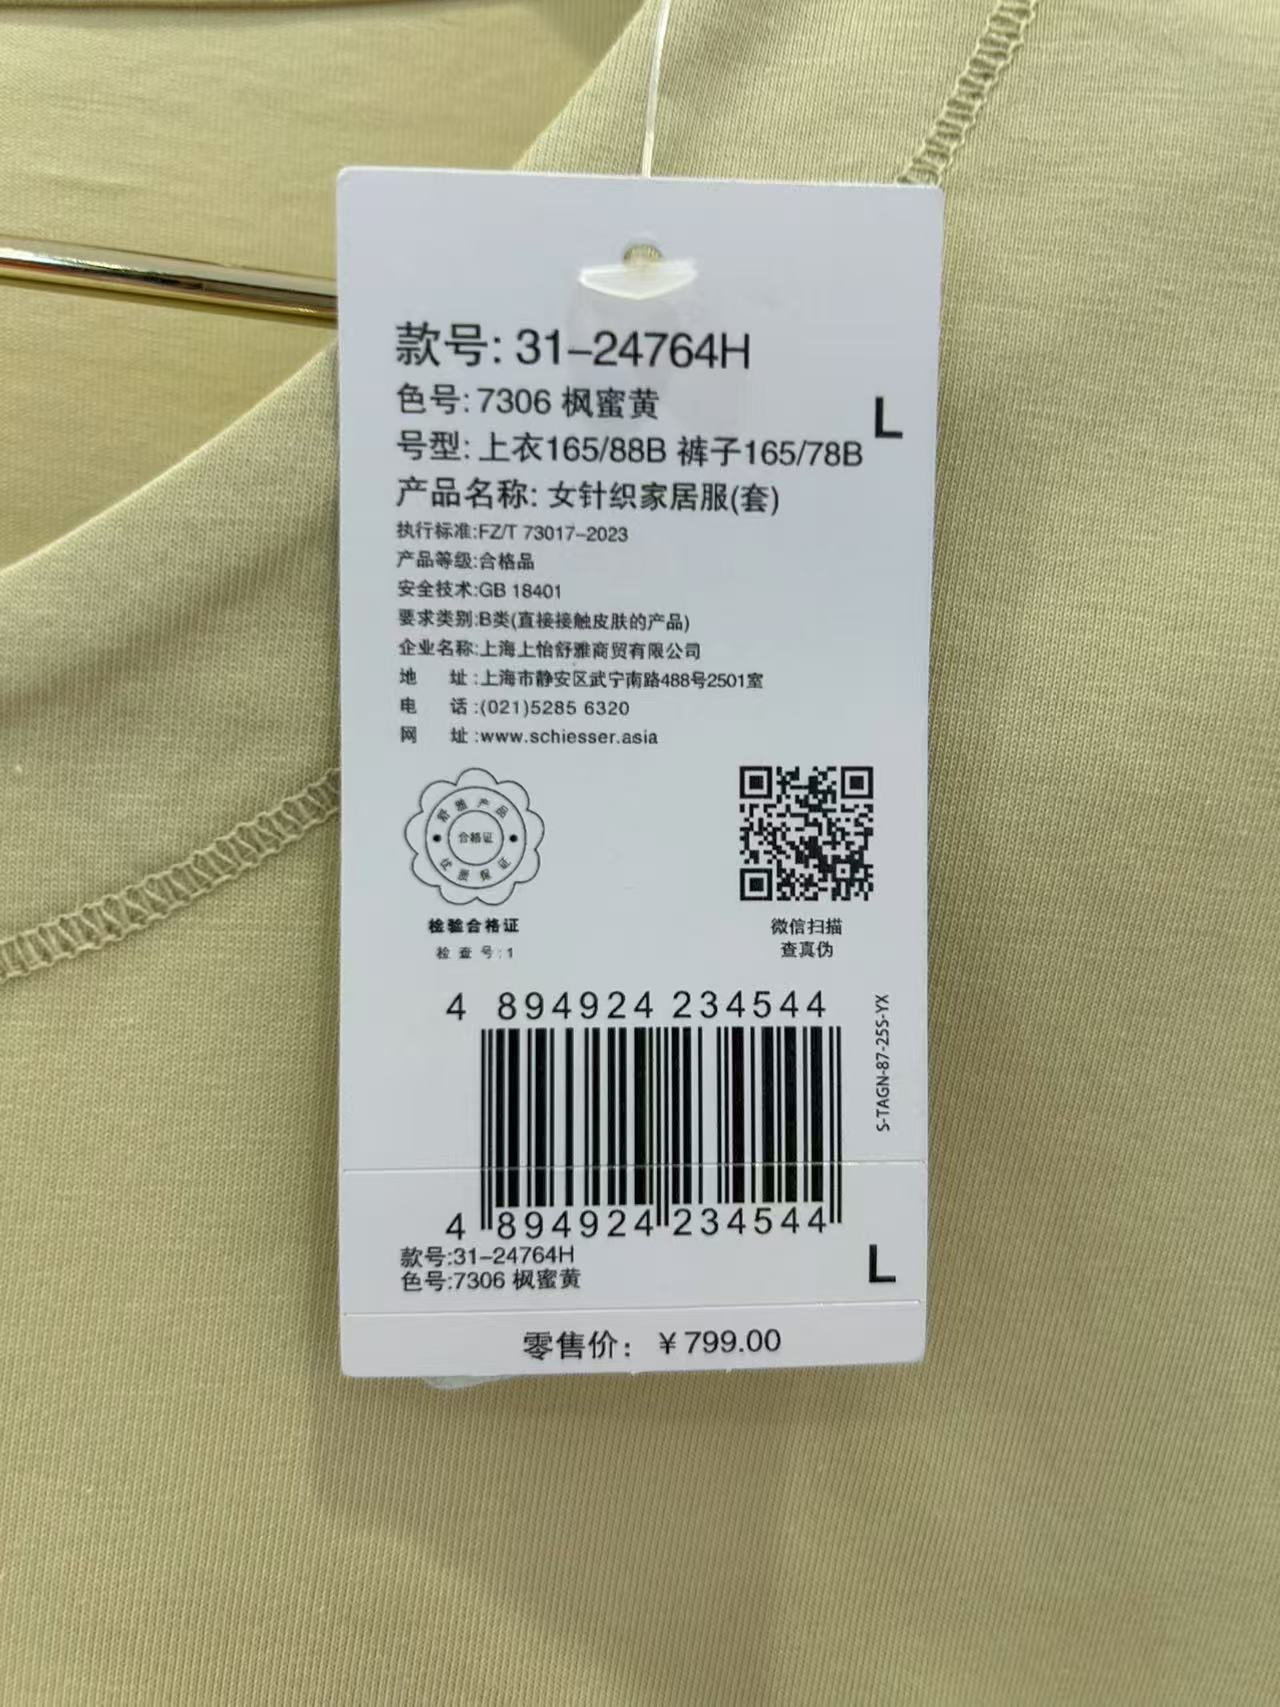 款号: 31-24764H
色号: 7306 枫蜜黄
L
号型: 上衣165/88B 裤子165/78B
产品名称: 女针织家居服(套)
执行标准:FZ/T 73017-2023
产品等级:合格品
安全技术:GB 18401
要求类别:B类(直接接触皮肤的产品)
企业名称:上海上怡舒雅商贸有限公司
地 址:上海市静安区武宁南路488号2501室
电 话:(021)5285 6320
网 址:www.schiesser.asia
舒雅产品
合格证
优质保证
检验合格证
检查号:1
微信扫描
查真伪
4 894924 234544
S-TAGN-87-25S-YX
4 894924 234544
款号:31-24764H
色号:7306 枫蜜黄
L
零售价: ¥799.00